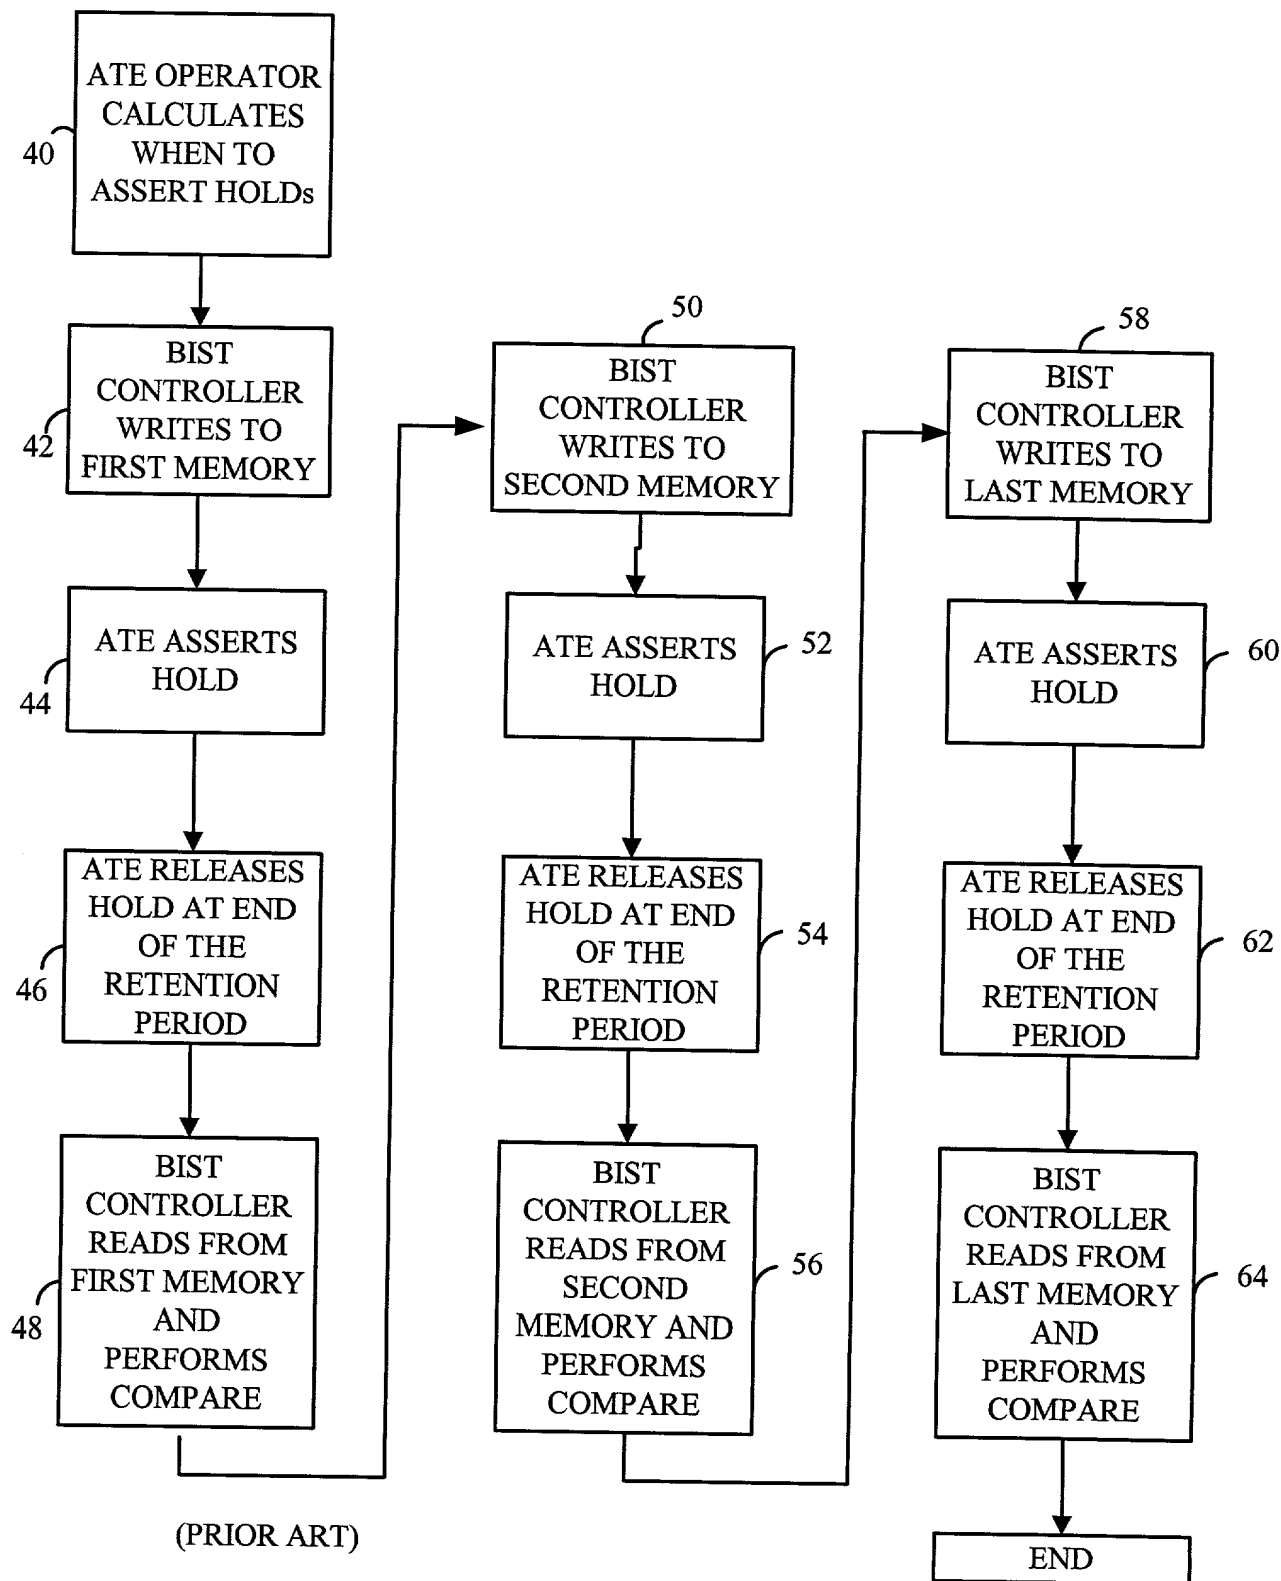 ATE OPERATOR
CALCULATES
WHEN TO
ASSERT HOLDs
40
BIST
CONTROLLER
WRITES TO
FIRST MEMORY
42
ATE ASSERTS
HOLD
44
ATE RELEASES
HOLD AT END
OF THE
RETENTION
PERIOD
46
BIST
CONTROLLER
READS FROM
FIRST MEMORY
AND
PERFORMS
COMPARE
48
(PRIOR ART)
50
BIST
CONTROLLER
WRITES TO
SECOND MEMORY
ATE ASSERTS
HOLD
52
ATE RELEASES
HOLD AT END
OF THE
RETENTION
PERIOD
54
BIST
CONTROLLER
READS FROM
SECOND
MEMORY AND
PERFORMS
COMPARE
56
58
BIST
CONTROLLER
WRITES TO
LAST MEMORY
ATE ASSERTS
HOLD
60
ATE RELEASES
HOLD AT END
OF THE
RETENTION
PERIOD
62
BIST
CONTROLLER
READS FROM
LAST MEMORY
AND
PERFORMS
COMPARE
64
END